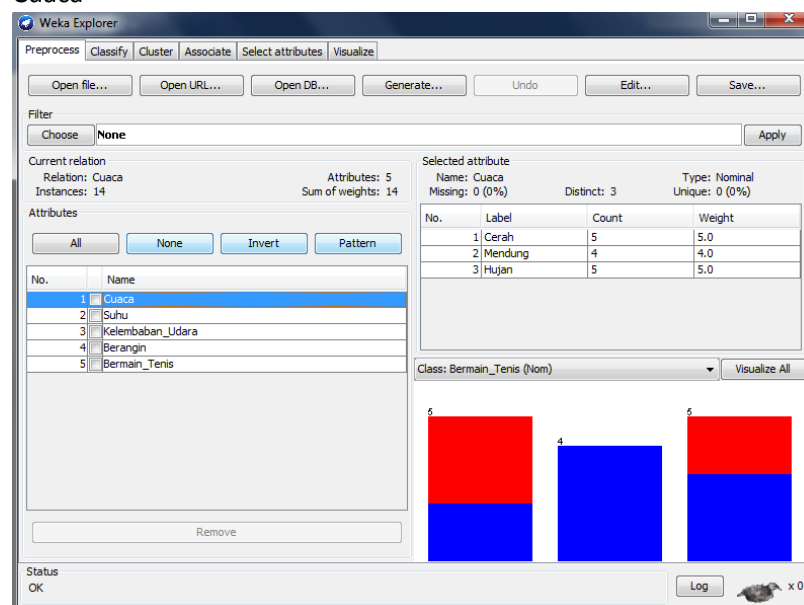 Cuaca
Weka Explorer
Preprocess Classify Cluster Associate Select attributes Visualize
Open file... Open URL... Open DB... Generate... Undo Edit... Save...
Filter
Choose None Apply
Current relation
Relation: Cuaca Attributes: 5
Instances: 14 Sum of weights: 14
Selected attribute
Name: Cuaca Type: Nominal
Missing: 0 (0%) Distinct: 3 Unique: 0 (0%)
Attributes
All None Invert Pattern
No. Name
1 Cuaca
2 Suhu
3 Kelembaban_Udara
4 Berangin
5 Bermain_Tenis
Remove
No. Label Count Weight
1 Cerah 5 5.0
2 Mendung 4 4.0
3 Hujan 5 5.0
Class: Bermain_Tenis (Nom) Visualize All
5 4 5
Status
OK Log x 0